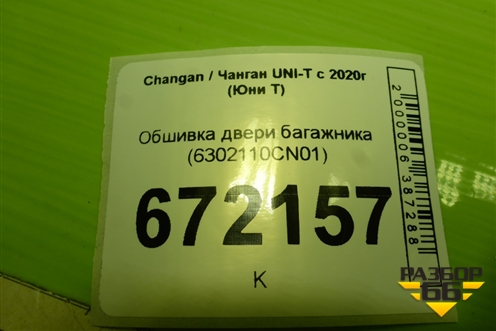 Changan / Чанган UNI-T с 2020г
(Юни Т)
Обшивка двери багажника
(6302110CN01)
672157
К
2000006387288
РАЗБОР
66